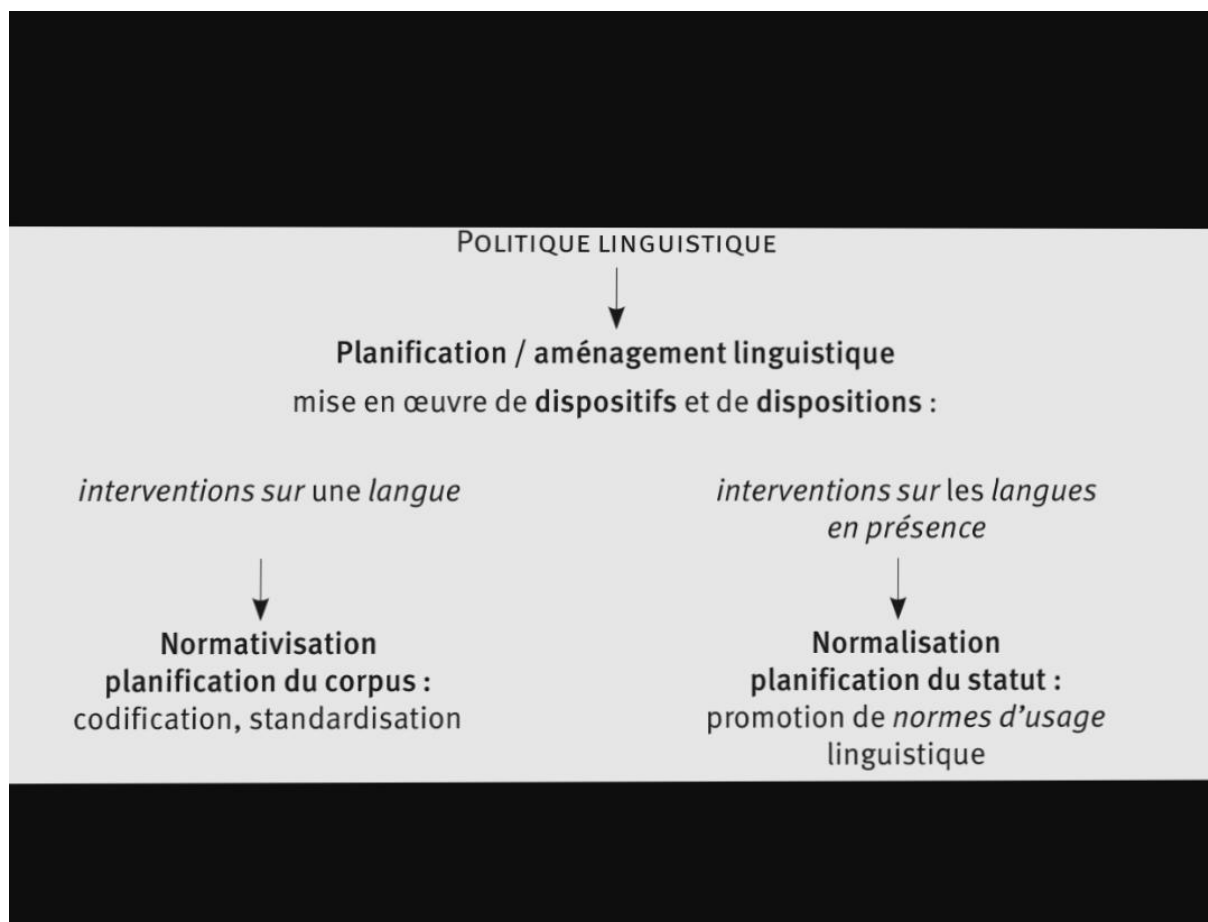 POLITIQUE LINGUISTIQUE
Planification / aménagement linguistique
mise en œuvre de dispositifs et de dispositions :
interventions sur une langue
interventions sur les langues
en présence
Normativisation
planification du corpus :
codification, standardisation
Normalisation
planification du statut :
promotion de normes d'usage
linguistique